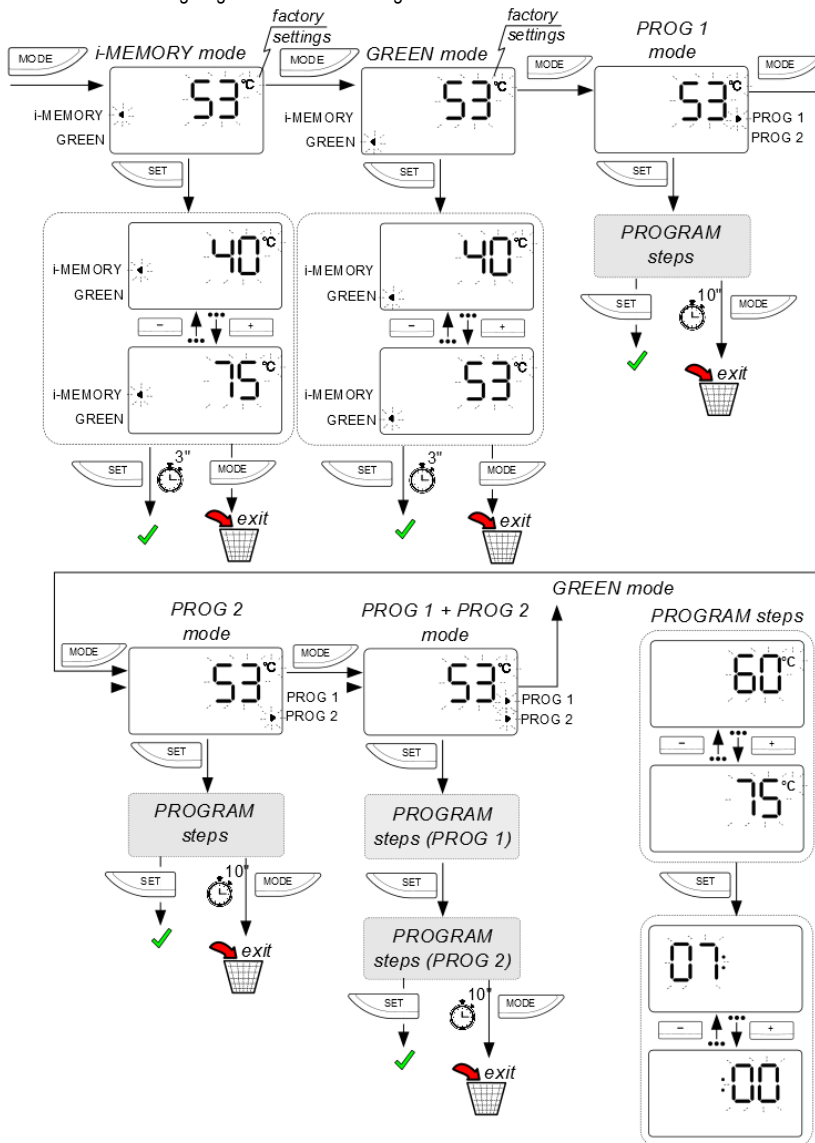 factory
settings
factory
settings
PROG 1
mode
i-MEMORY mode
GREEN mode
MODE
MODE
MODE
MODE
53°C
53°C
53°C
i-MEMORY
GREEN
i-MEMORY
GREEN
PROG 1
PROG 2
SET
SET
SET
40°C
i-MEMORY
GREEN
40°C
i-MEMORY
GREEN
PROGRAM
steps
SET
10"
MODE
exit
- +
- +
75°C
i-MEMORY
GREEN
53°C
i-MEMORY
GREEN
SET
3"
MODE
exit
SET
3"
MODE
exit
PROG 2
mode
PROG 1 + PROG 2
mode
GREEN mode
PROGRAM steps
MODE
53°C
PROG 1
PROG 2
MODE
53°C
PROG 1
PROG 2
60°C
- +
75°C
SET
SET
PROGRAM
steps
PROGRAM
steps (PROG 1)
SET
10"
MODE
exit
SET
PROGRAM
steps (PROG 2)
SET
10"
MODE
exit
SET
07:
- +
:00